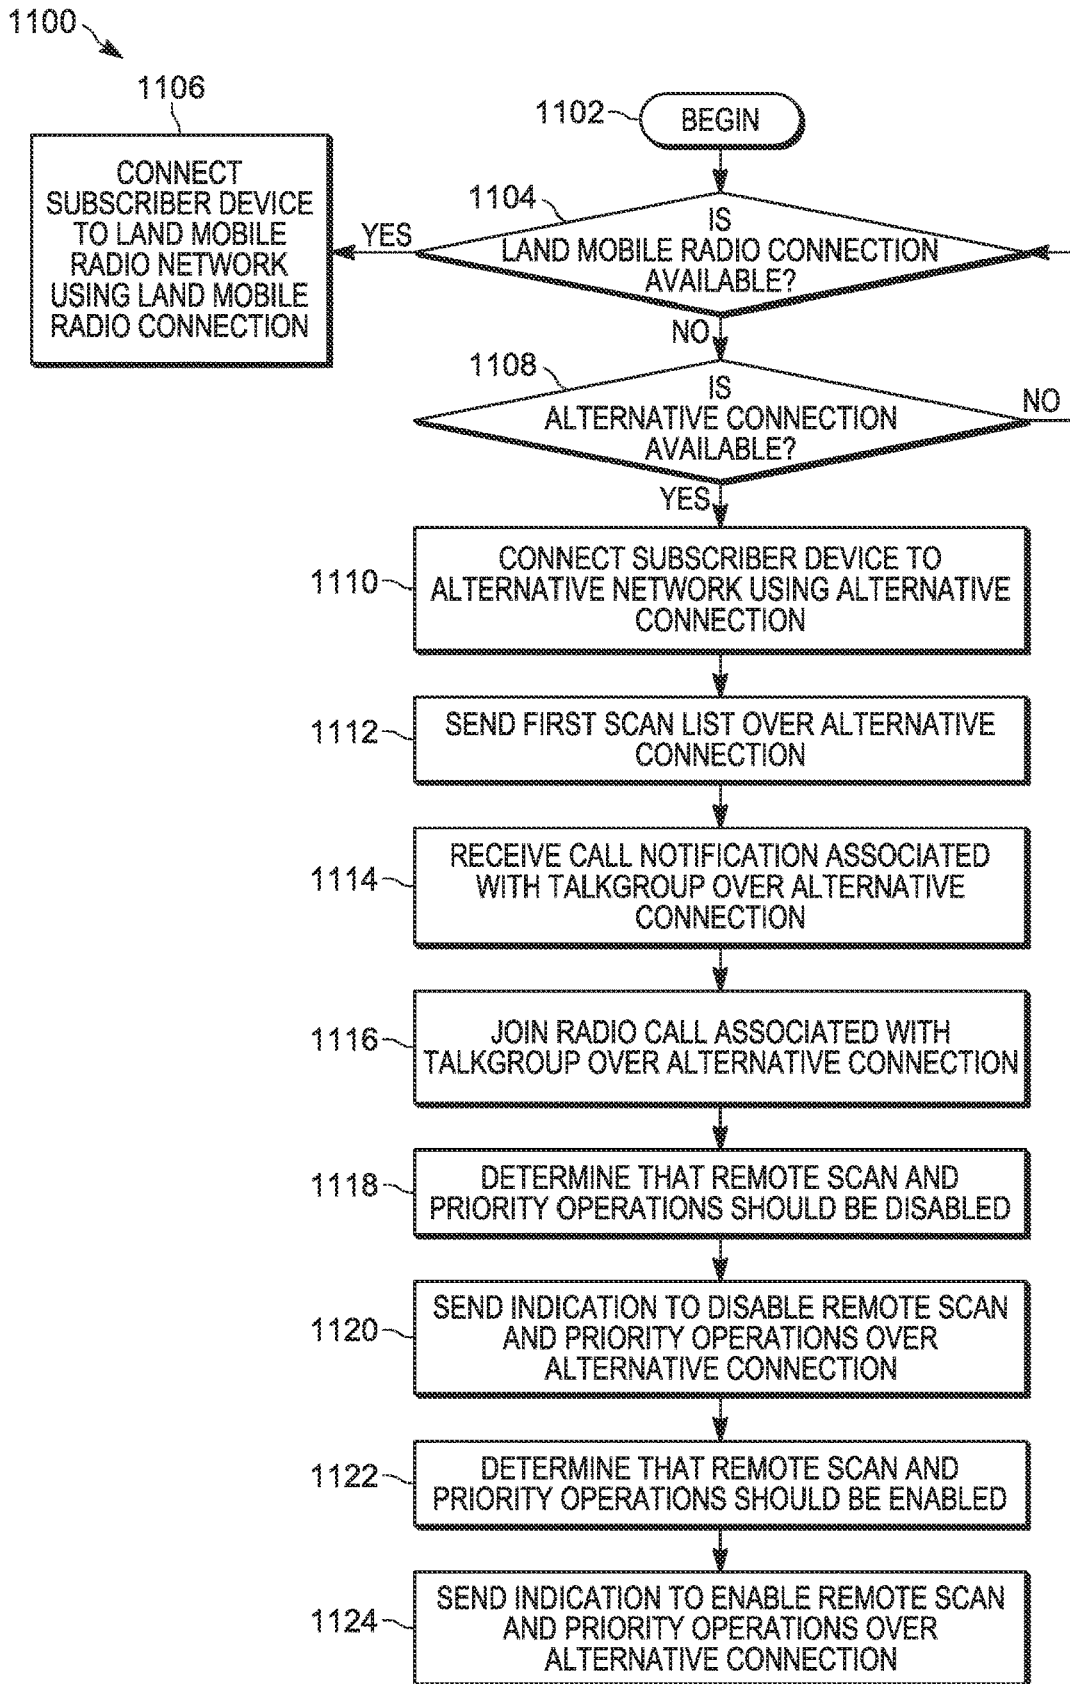 1100
1106
CONNECT
SUBSCRIBER DEVICE
TO LAND MOBILE
RADIO NETWORK
USING LAND MOBILE
RADIO CONNECTION
1102
BEGIN
1104
IS
LAND MOBILE RADIO CONNECTION
AVAILABLE?
YES
NO
1108
IS
ALTERNATIVE CONNECTION
AVAILABLE?
NO
YES
1110
CONNECT SUBSCRIBER DEVICE TO
ALTERNATIVE NETWORK USING ALTERNATIVE
CONNECTION
1112
SEND FIRST SCAN LIST OVER ALTERNATIVE
CONNECTION
1114
RECEIVE CALL NOTIFICATION ASSOCIATED
WITH TALKGROUP OVER ALTERNATIVE
CONNECTION
1116
JOIN RADIO CALL ASSOCIATED WITH
TALKGROUP OVER ALTERNATIVE CONNECTION
1118
DETERMINE THAT REMOTE SCAN AND
PRIORITY OPERATIONS SHOULD BE DISABLED
1120
SEND INDICATION TO DISABLE REMOTE SCAN
AND PRIORITY OPERATIONS OVER
ALTERNATIVE CONNECTION
1122
DETERMINE THAT REMOTE SCAN AND
PRIORITY OPERATIONS SHOULD BE ENABLED
1124
SEND INDICATION TO ENABLE REMOTE SCAN
AND PRIORITY OPERATIONS OVER
ALTERNATIVE CONNECTION